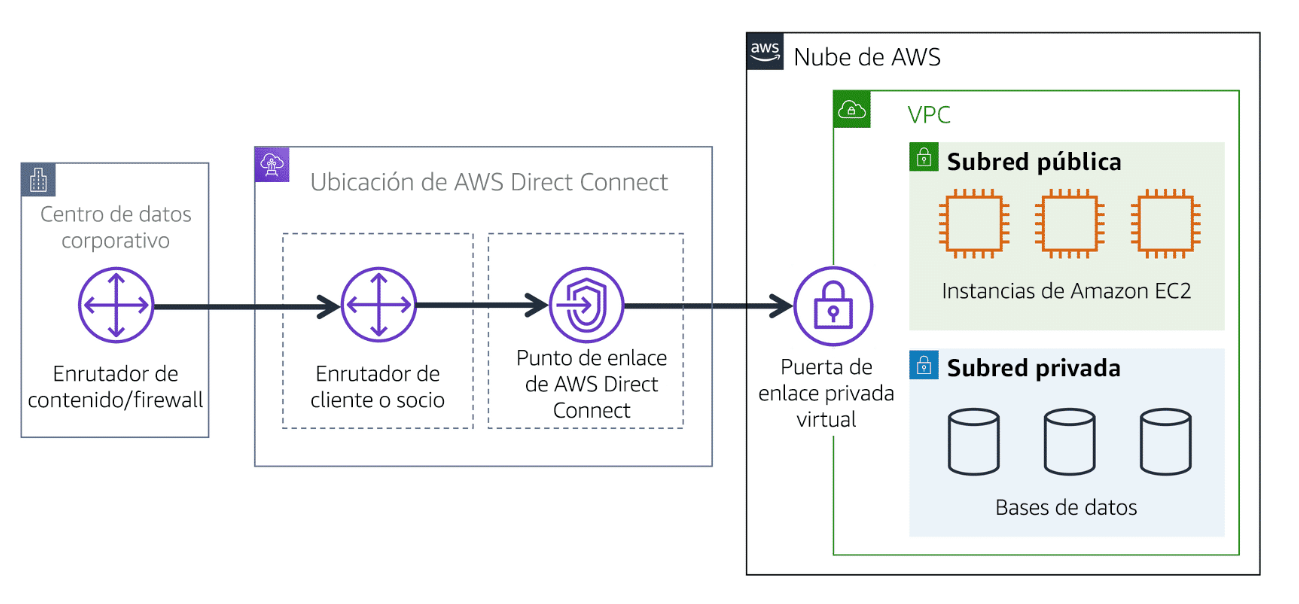 aws
Nube de AWS
VPC
Subred pública
Instancias de Amazon EC2
Subred privada
Bases de datos
Ubicación de AWS Direct Connect
Centro de datos
corporativo
Enrutador de
contenido/firewall
Enrutador de
cliente o socio
Punto de enlace
de AWS Direct
Connect
Puerta de
enlace privada
virtual